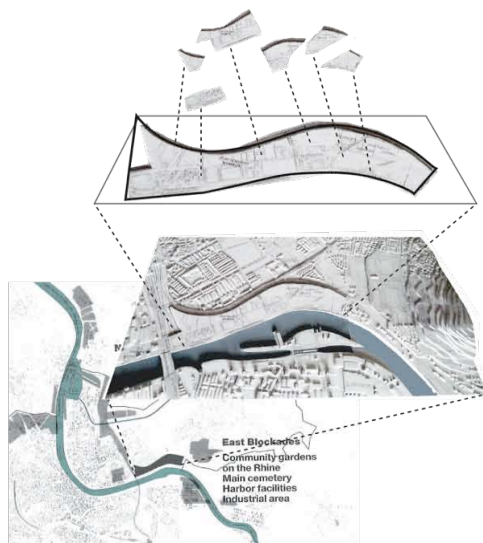 East Blockades
Community gardens
on the Rhine
Main cemetery
Harbor facilities
Industrial area